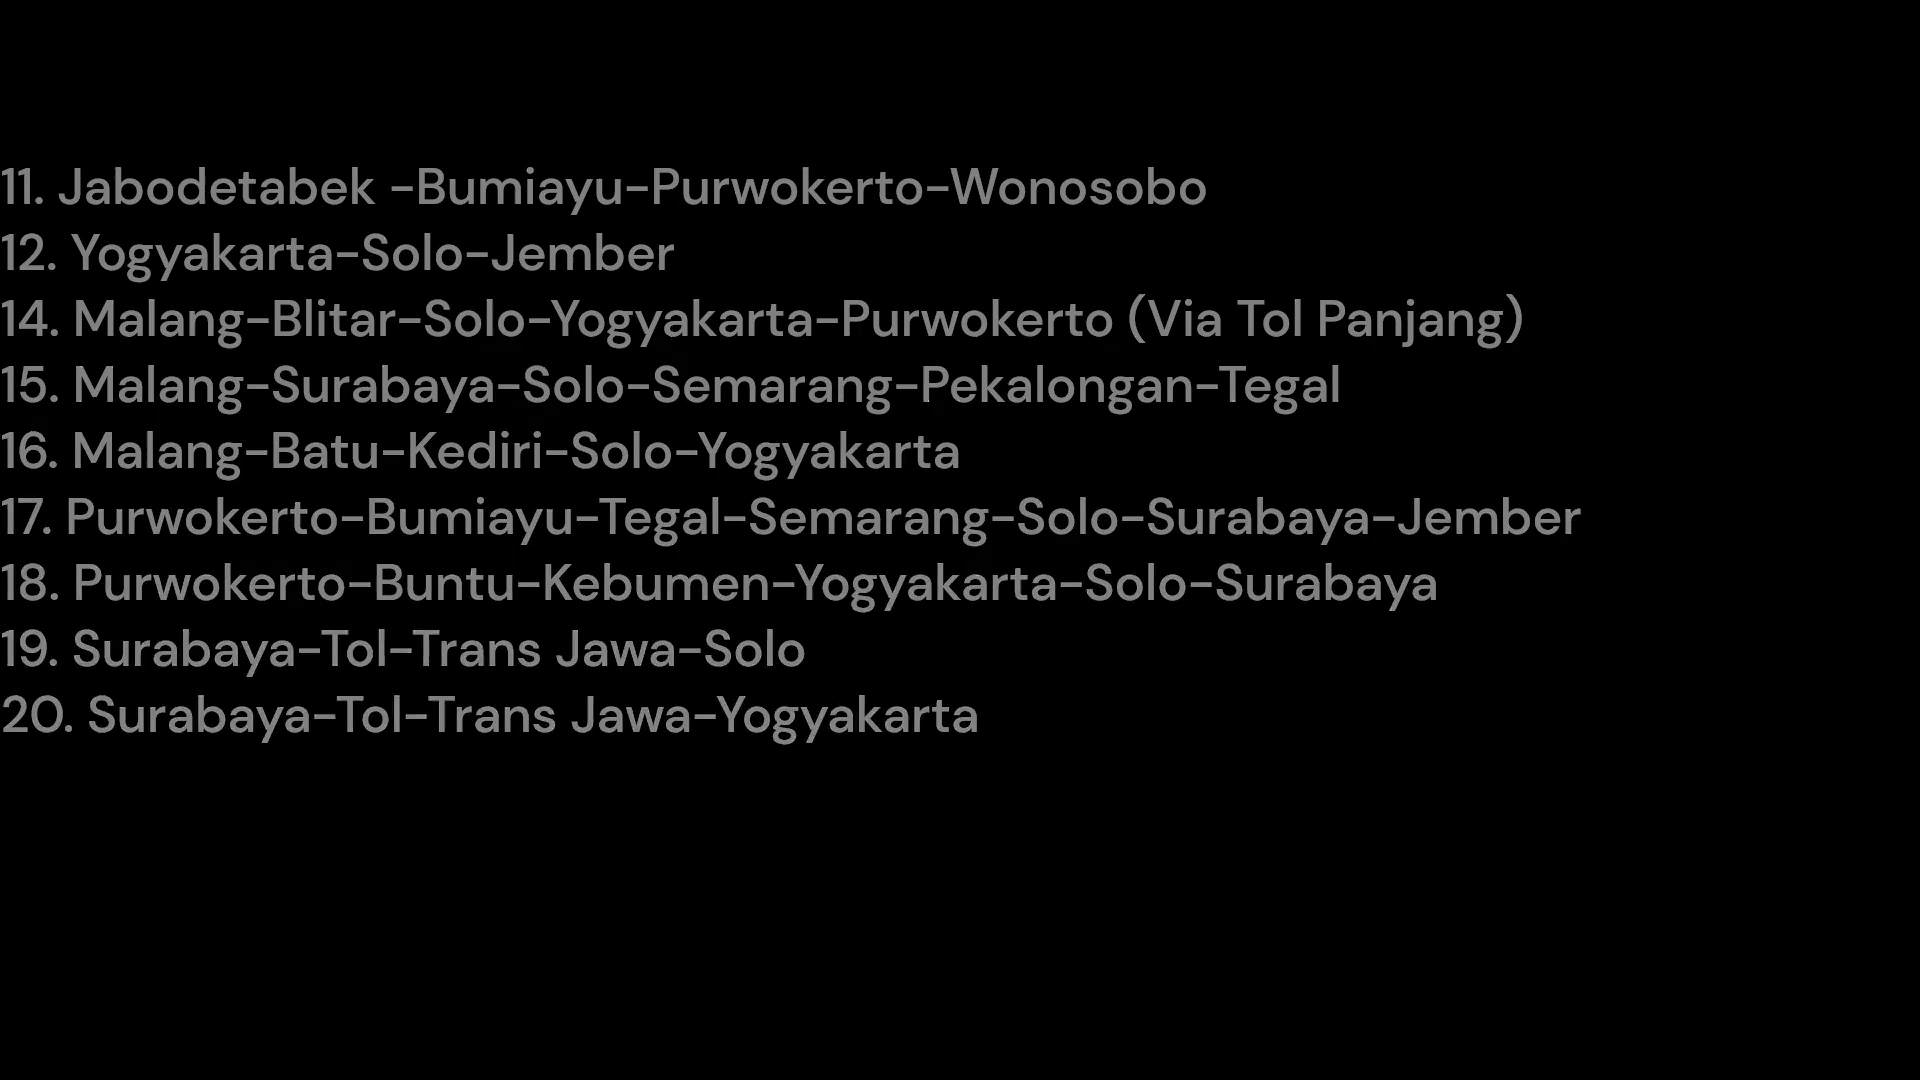 11. Jabodetabek -Bumiayu-Purwokerto-Wonosobo
12. Yogyakarta-Solo-Jember
14. Malang-Blitar-Solo-Yogyakarta-Purwokerto (Via Tol Panjang)
15. Malang-Surabaya-Solo-Semarang-Pekalongan-Tegal
16. Malang-Batu-Kediri-Solo-Yogyakarta
17. Purwokerto-Bumiayu-Tegal-Semarang-Solo-Surabaya-Jember
18. Purwokerto-Buntu-Kebumen-Yogyakarta-Solo-Surabaya
19. Surabaya-Tol-Trans Jawa-Solo
20. Surabaya-Tol-Trans Jawa-Yogyakarta